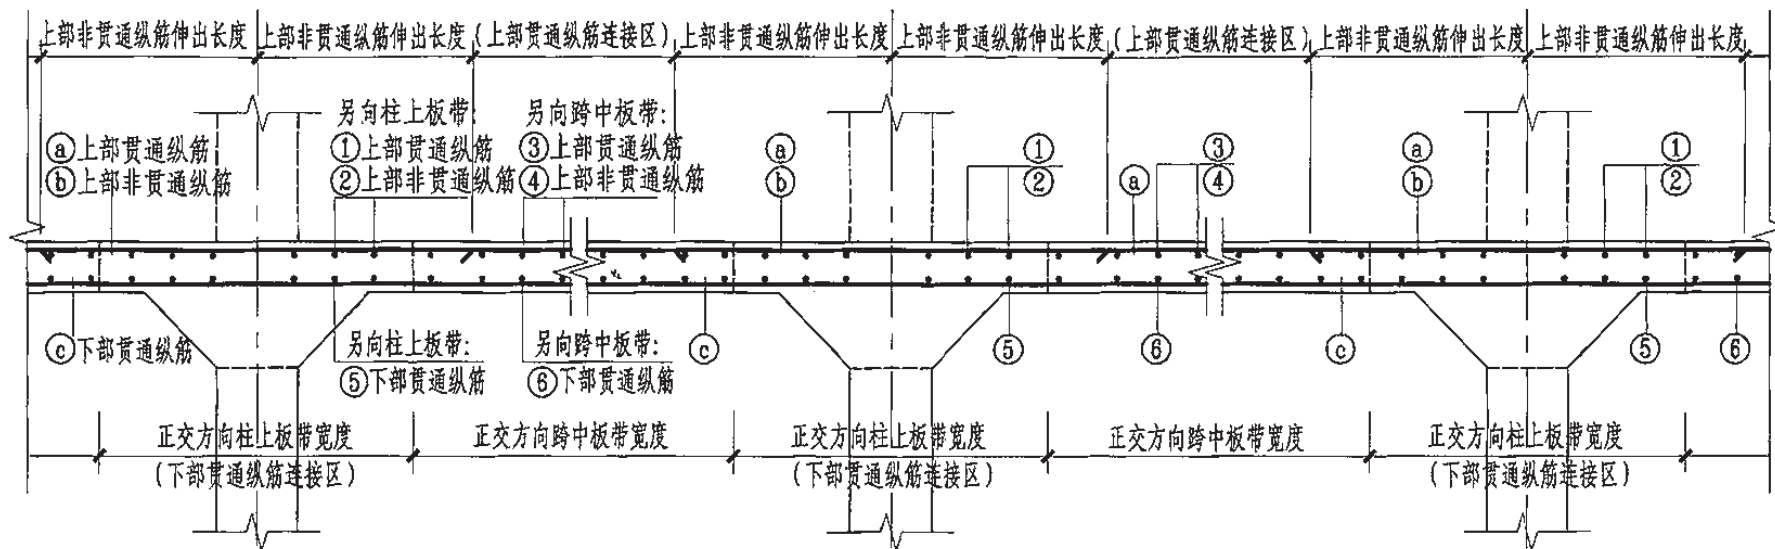 上部非贯通纵筋伸出长度 上部非贯通纵筋伸出长度 (上部贯通纵筋连接区) 上部非贯通纵筋伸出长度 上部非贯通纵筋伸出长度 (上部贯通纵筋连接区) 上部非贯通纵筋伸出长度 上部非贯通纵筋伸出长度
另向柱上板带: 另向跨中板带:
ⓐ上部贯通纵筋 ①上部贯通纵筋 ③上部贯通纵筋 ⓐ ① ③ ⓐ ①
ⓑ上部非贯通纵筋 ②上部非贯通纵筋 ④上部非贯通纵筋 ⓑ ② ⓐ ④ ⓑ ②
ⓒ下部贯通纵筋 另向柱上板带: 另向跨中板带: ⓒ ⑤ ⑥ ⓒ ⑤ ⑥
⑤下部贯通纵筋 ⑥下部贯通纵筋
正交方向柱上板带宽度 正交方向跨中板带宽度 正交方向柱上板带宽度 正交方向跨中板带宽度 正交方向柱上板带宽度
(下部贯通纵筋连接区) (下部贯通纵筋连接区) (下部贯通纵筋连接区)